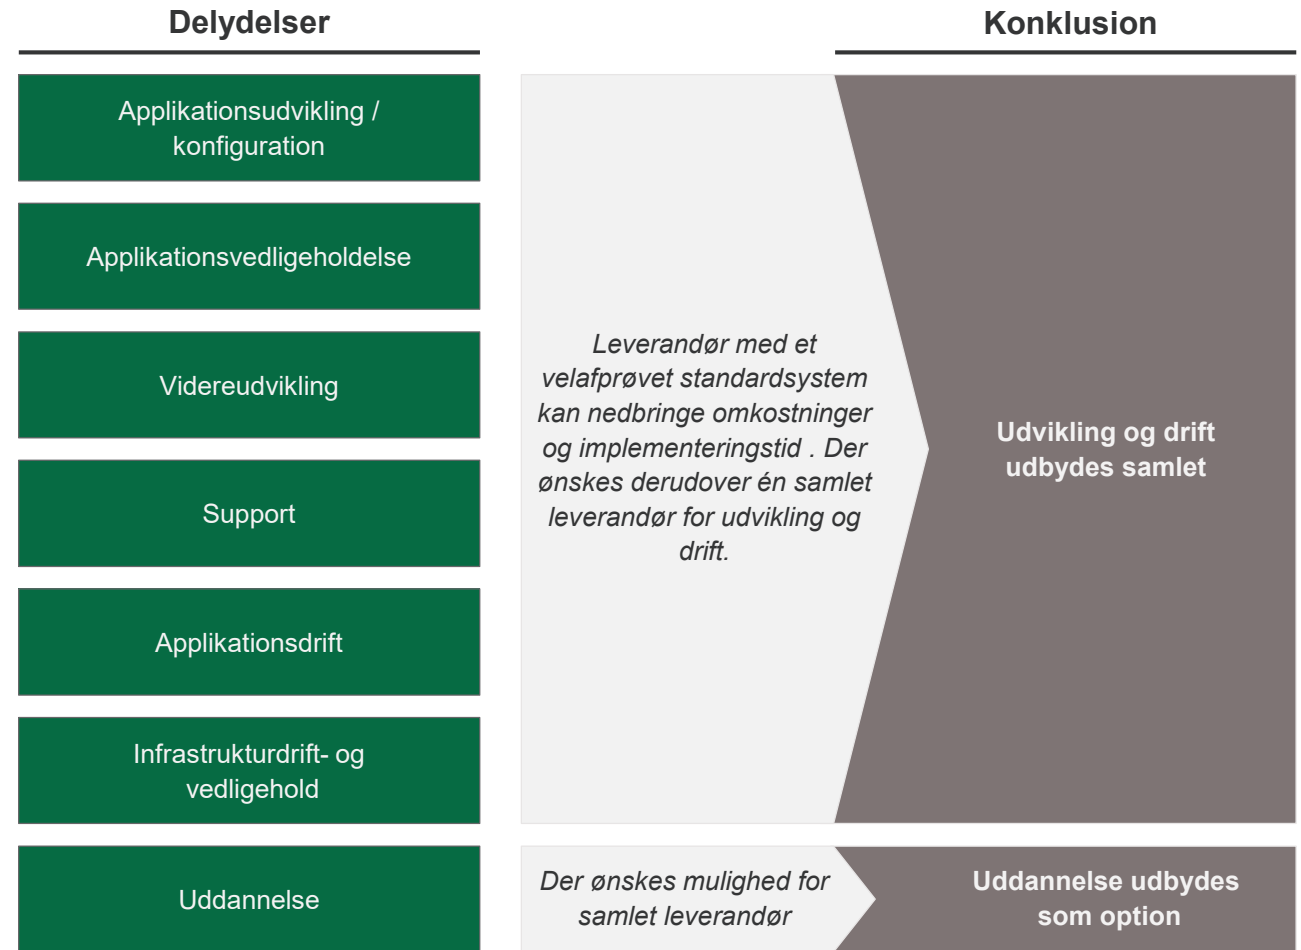 Delydelser
Konklusion
Applikationsudvikling /
konfiguration
Applikationsvedligeholdelse
Videreudvikling
Support
Applikationsdrift
Infrastrukturdrift- og
vedligehold
Leverandør med et
velafprøvet standardsystem
kan nedbringe omkostninger
og implementeringstid . Der
ønskes derudover én samlet
leverandør for udvikling og
drift.
Udvikling og drift
udbydes samlet
Uddannelse
Der ønskes mulighed for
samlet leverandør
Uddannelse udbydes
som option